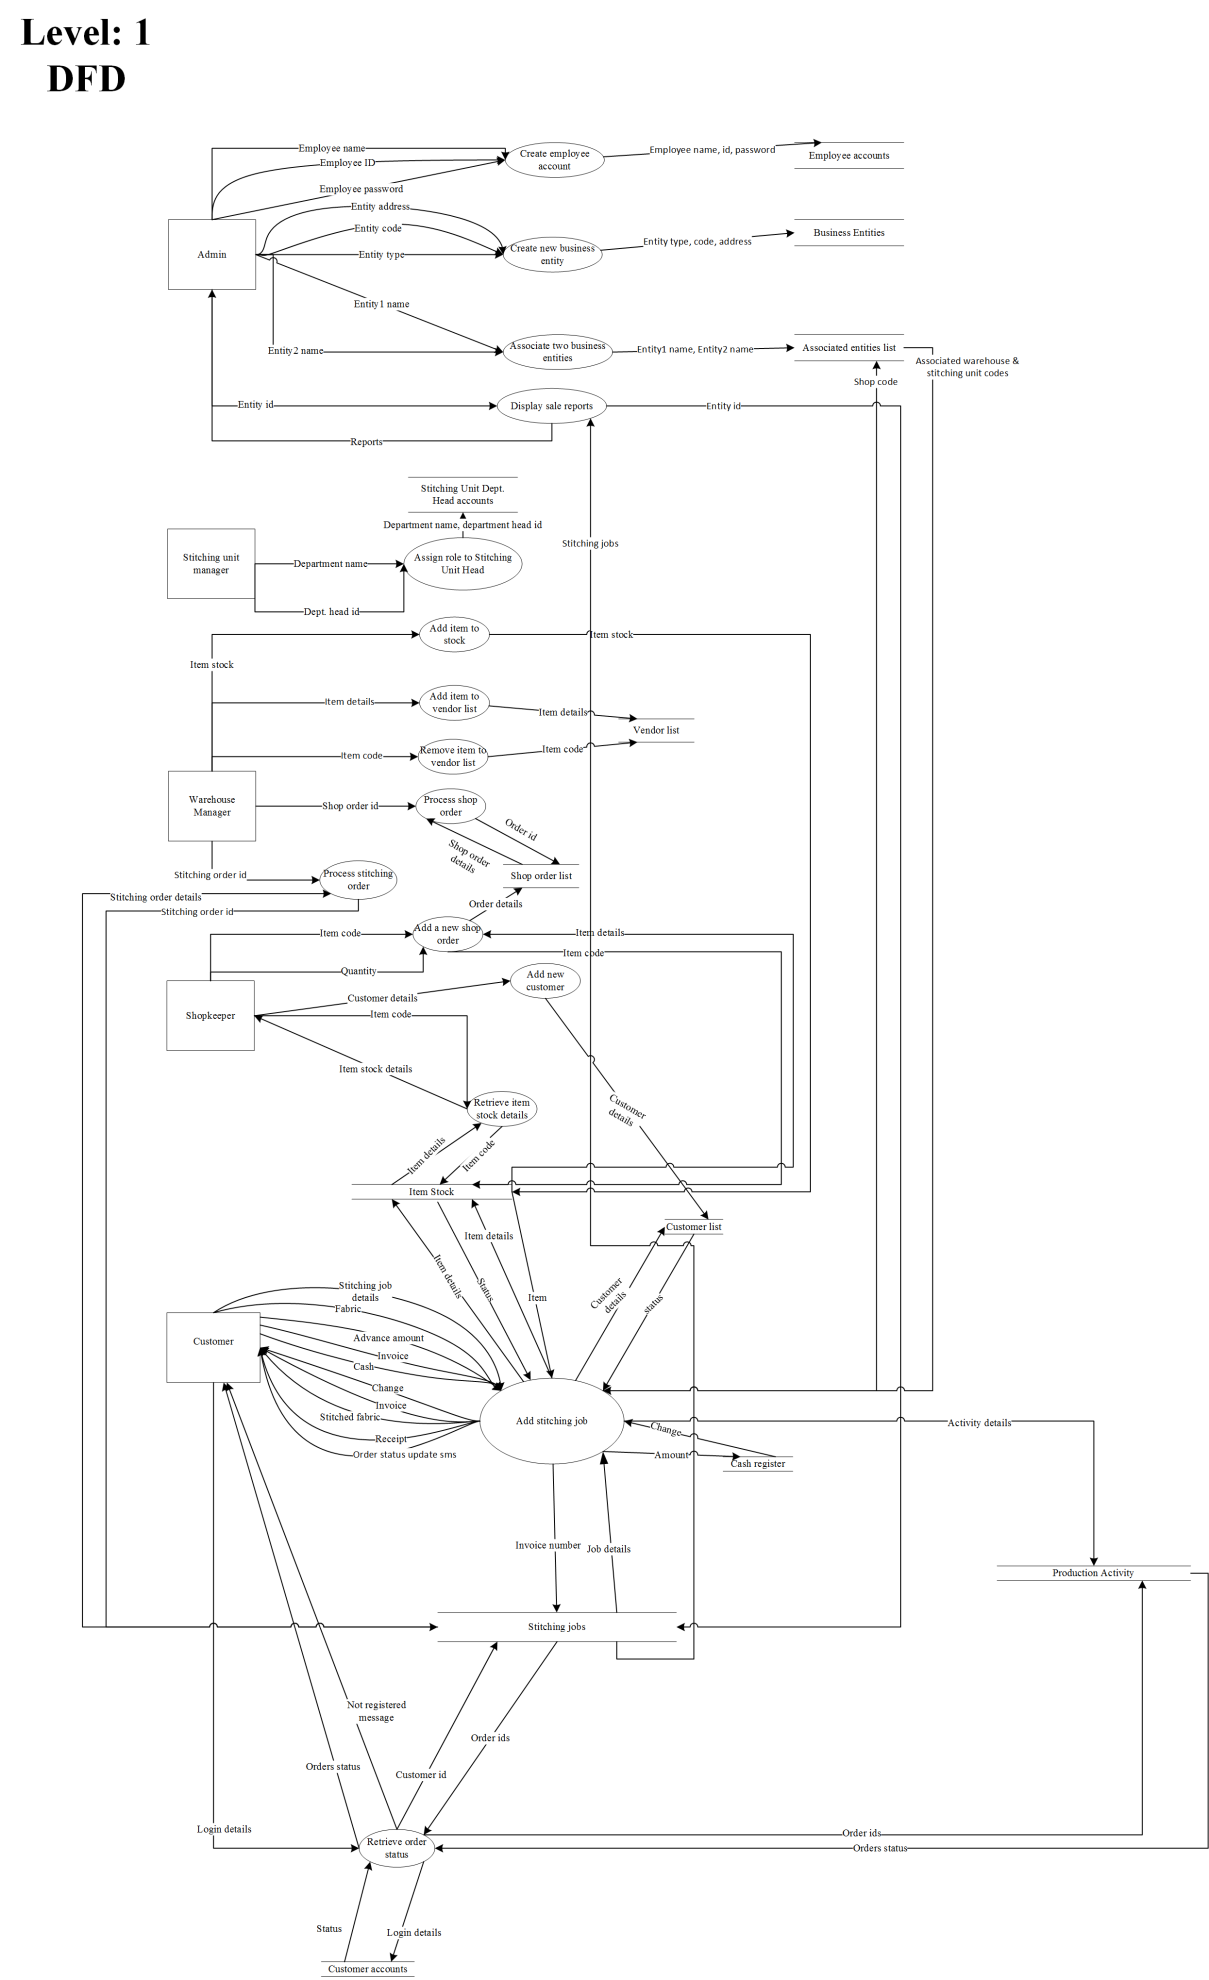 Level: 1
DFD
Employee name
Employee ID
Employee password
Create employee
account
Employee name, id, password
Employee accounts
Entity address
Entity code
Entity type
Admin
Create new business
entity
Entity type, code, address
Business Entities
Entity1 name
Entity2 name
Associate two business
entities
Entity1 name, Entity2 name
Associated entities list
Associated warehouse &
stitching unit codes
Shop code
Entity id
Display sale reports
Entity id
Reports
Stitching Unit Dept.
Head accounts
Department name, department head id
Stitching jobs
Stitching unit
manager
Department name
Assign role to Stitching
Unit Head
Dept. head id
Add item to
stock
Item stock
Item stock
Item details
Add item to
vendor list
Item details
Vendor list
Item code
Remove item to
vendor list
Item code
Warehouse
Manager
Shop order id
Process shop
order
Order id
Shop order
details
Shop order list
Stitching order id
Process stitching
order
Stitching order details
Stitching order id
Order details
Item code
Add a new shop
order
Item details
Item code
Quantity
Add new
customer
Customer details
Shopkeeper
Item code
Item stock details
Retrieve item
stock details
Customer
details
Item details
Item code
Item Stock
Customer list
Item details
Item details
Status
Item
Customer
details
status
Stitching job
details
Fabric
Customer
Advance amount
Invoice
Cash
Change
Invoice
Stitched fabric
Receipt
Order status update sms
Add stitching job
Activity details
Change
Amount
Cash register
Invoice number
Job details
Production Activity
Stitching jobs
Not registered
message
Order ids
Orders status
Customer id
Login details
Retrieve order
status
Order ids
Orders status
Status
Login details
Customer accounts